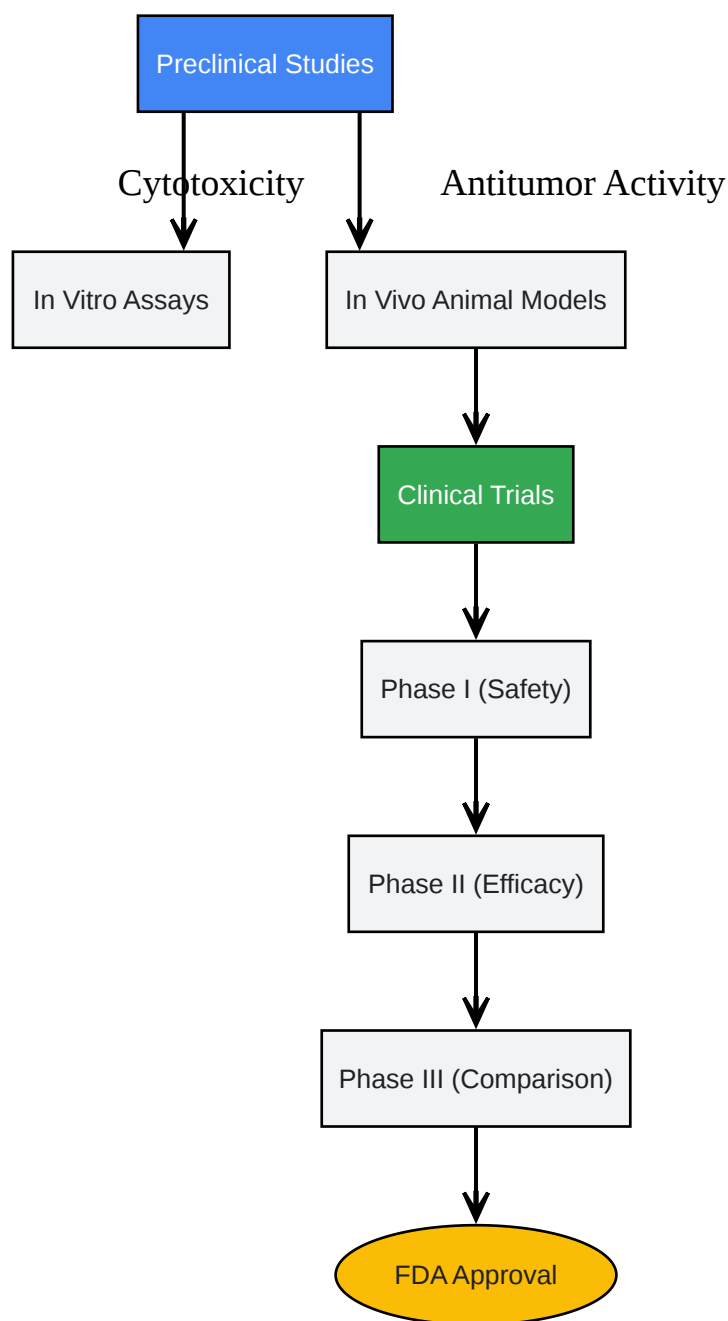 Preclinical Studies
Cytotoxicity
Antitumor Activity
In Vitro Assays
In Vivo Animal Models
Clinical Trials
Phase I (Safety)
Phase II (Efficacy)
Phase III (Comparison)
FDA Approval